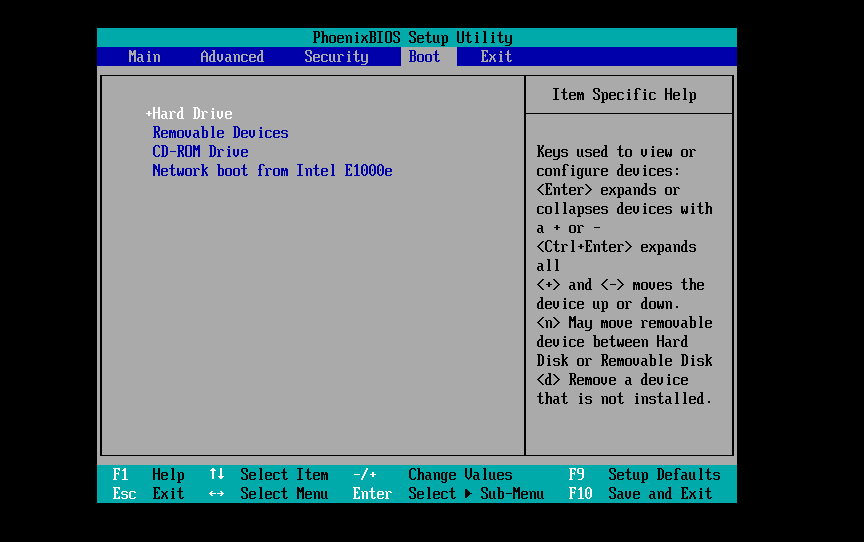 PhoenixBIOS Setup Utility
Main Advanced Security Boot Exit
Item Specific Help
+Hard Drive
Removable Devices
CD-ROM Drive
Network boot from Intel E1000e
Keys used to view or
configure devices:
<Enter> expands or
collapses devices with
a + or -
<Ctrl+Enter> expands
all
<+> and <-> moves the
device up or down.
<n> May move removable
device between Hard
Disk or Removable Disk
<d> Remove a device
that is not installed.
F1 Help ↑↓ Select Item -/+ Change Values F9 Setup Defaults
Esc Exit ↔ Select Menu Enter Select ▶ Sub-Menu F10 Save and Exit